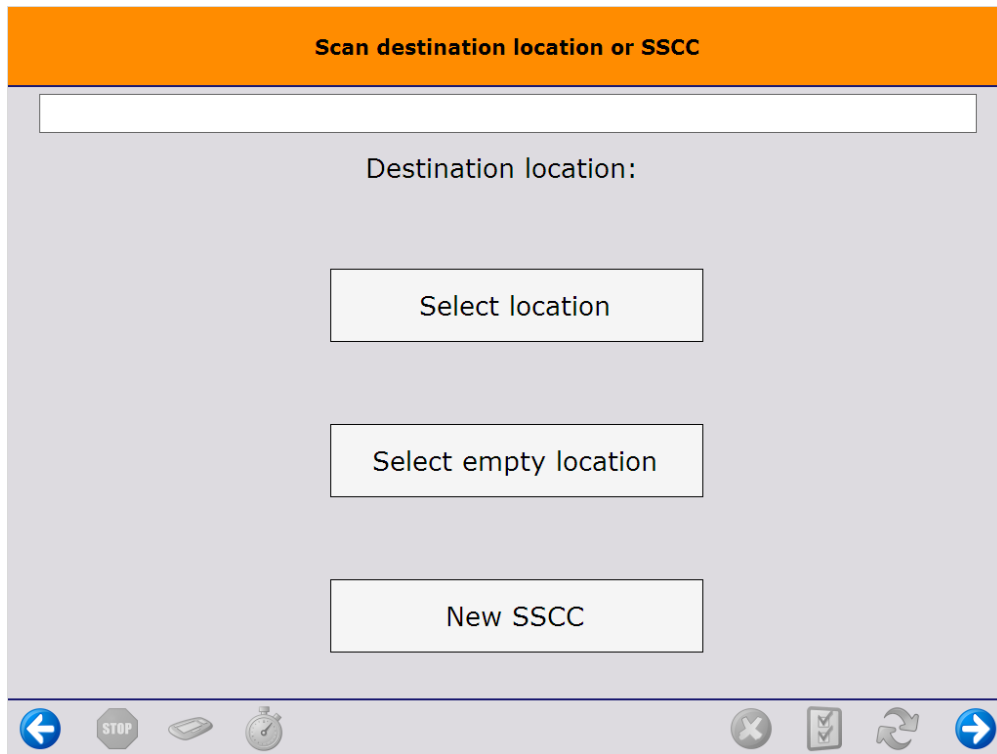 Scan destination location or SSCC
Destination location:
Select location
Select empty location
New SSCC
STOP